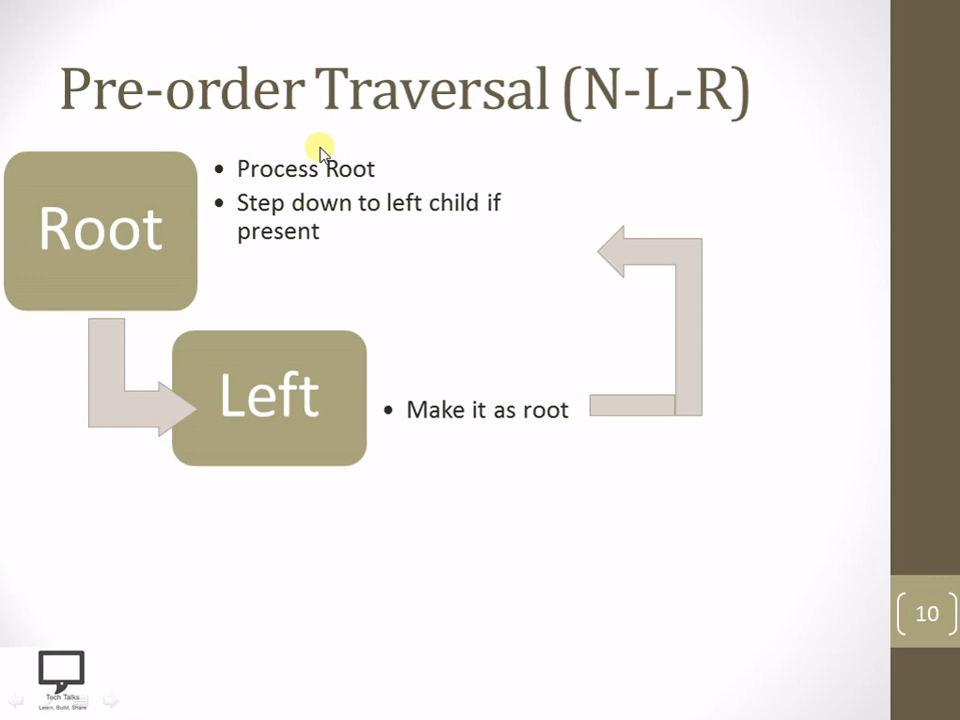 Pre-order Traversal (N-L-R)
Root
• Process Root
• Step down to left child if
present
Left
• Make it as root
10
Tech Talks
Learn, Build, Share